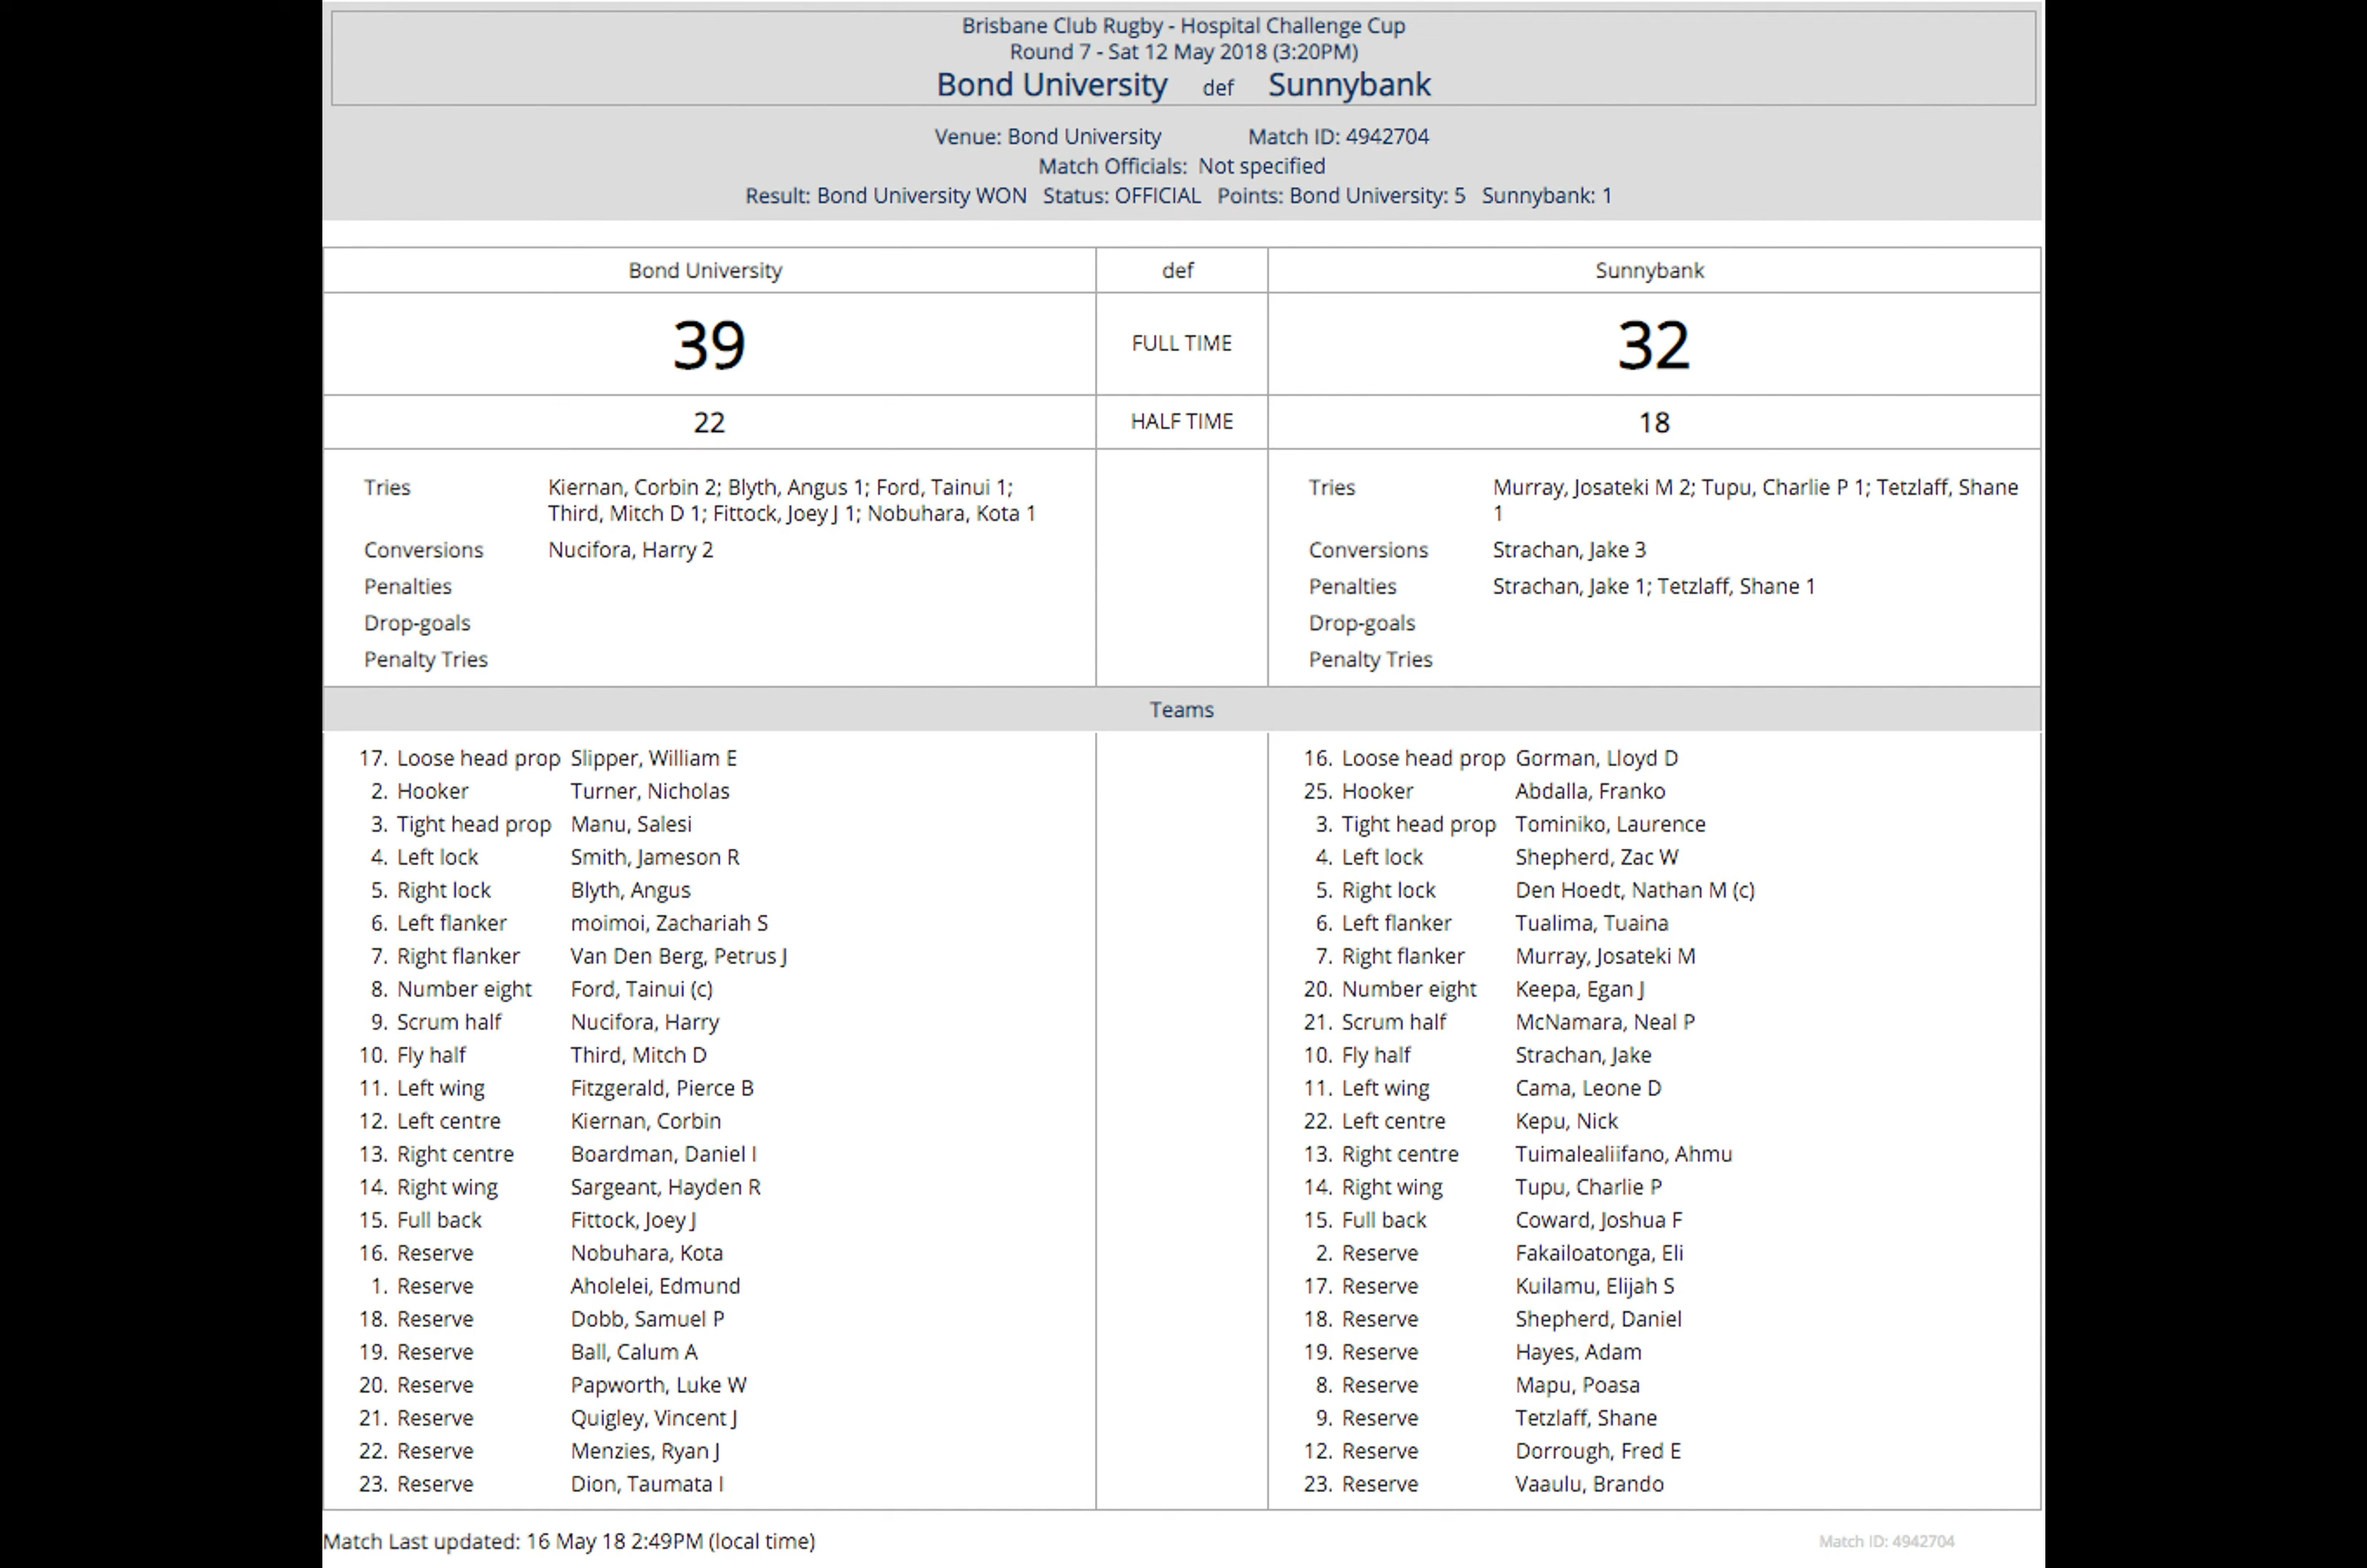 Brisbane Club Rugby - Hospital Challenge Cup
Round 7 - Sat 12 May 2018 (3:20PM)
Bond University def Sunnybank
Venue: Bond University Match ID: 4942704
Match Officials: Not specified
Result: Bond University WON Status: OFFICIAL Points: Bond University: 5 Sunnybank: 1
Bond University def Sunnybank
39 FULL TIME 32
22 HALF TIME 18
Tries Kiernan, Corbin 2; Blyth, Angus 1; Ford, Tainui 1;
Third, Mitch D 1; Fittock, Joey J 1; Nobuhara, Kota 1
Conversions Nucifora, Harry 2
Penalties
Drop-goals
Penalty Tries
Tries Murray, Josateki M 2; Tupu, Charlie P 1; Tetzlaff, Shane
1
Conversions Strachan, Jake 3
Penalties Strachan, Jake 1; Tetzlaff, Shane 1
Drop-goals
Penalty Tries
Teams
17. Loose head prop Slipper, William E
2. Hooker Turner, Nicholas
3. Tight head prop Manu, Salesi
4. Left lock Smith, Jameson R
5. Right lock Blyth, Angus
6. Left flanker moimoi, Zachariah S
7. Right flanker Van Den Berg, Petrus J
8. Number eight Ford, Tainui (c)
9. Scrum half Nucifora, Harry
10. Fly half Third, Mitch D
11. Left wing Fitzgerald, Pierce B
12. Left centre Kiernan, Corbin
13. Right centre Boardman, Daniel I
14. Right wing Sargeant, Hayden R
15. Full back Fittock, Joey J
16. Reserve Nobuhara, Kota
1. Reserve Aholelei, Edmund
18. Reserve Dobb, Samuel P
19. Reserve Ball, Calum A
20. Reserve Papworth, Luke W
21. Reserve Quigley, Vincent J
22. Reserve Menzies, Ryan J
23. Reserve Dion, Taumata I
16. Loose head prop Gorman, Lloyd D
25. Hooker Abdalla, Franko
3. Tight head prop Tominiko, Laurence
4. Left lock Shepherd, Zac W
5. Right lock Den Hoedt, Nathan M (c)
6. Left flanker Tualima, Tuaina
7. Right flanker Murray, Josateki M
20. Number eight Keepa, Egan J
21. Scrum half McNamara, Neal P
10. Fly half Strachan, Jake
11. Left wing Cama, Leone D
22. Left centre Kepu, Nick
13. Right centre Tuimalealiifano, Ahmu
14. Right wing Tupu, Charlie P
15. Full back Coward, Joshua F
2. Reserve Fakailoatonga, Eli
17. Reserve Kuilamu, Elijah S
18. Reserve Shepherd, Daniel
19. Reserve Hayes, Adam
8. Reserve Mapu, Poasa
9. Reserve Tetzlaff, Shane
12. Reserve Dorrough, Fred E
23. Reserve Vaaulu, Brando
Match Last updated: 16 May 18 2:49PM (local time)
Match ID: 4942704